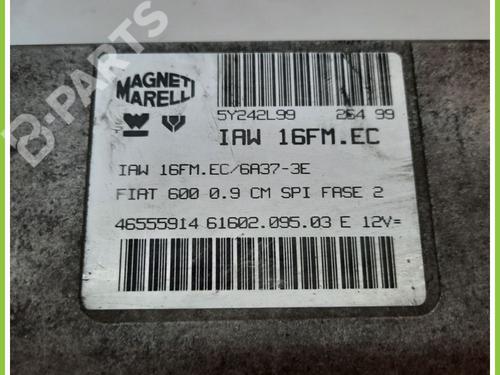 B-PARTS
MAGNETI
MARELLI
5Y242L99 264 99
IAW 16FM.EC
IAW 16FM.EC/6A37-3E
FIAT 600 0.9 CM SPI FASE 2
46555914 61602.095.03 E 12V=